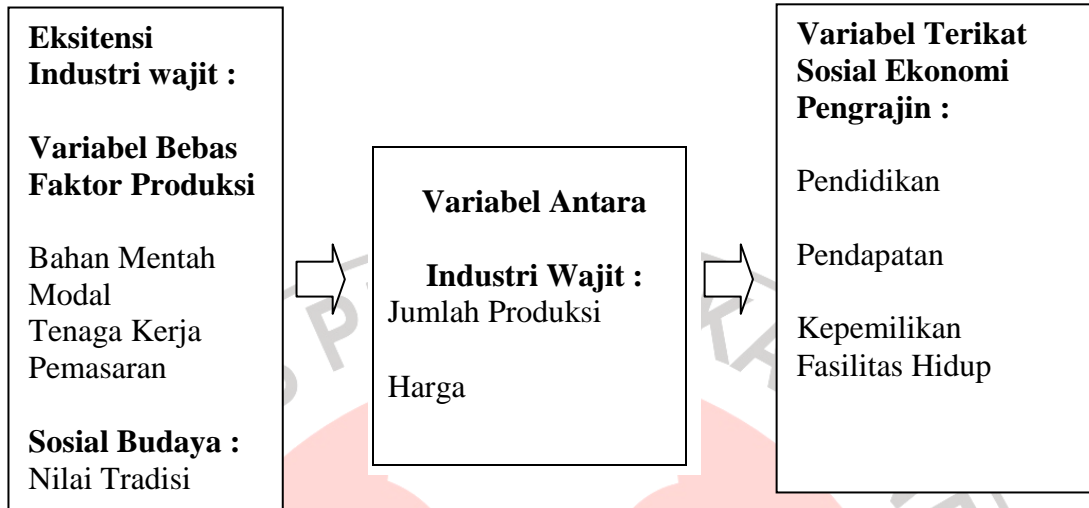 Eksitensi
Industri wajit :
Variabel Bebas
Faktor Produksi
Bahan Mentah
Modal
Tenaga Kerja
Pemasaran
Sosial Budaya :
Nilai Tradisi
Variabel Antara
Industri Wajit :
Jumlah Produksi
Harga
Variabel Terikat
Sosial Ekonomi
Pengrajin :
Pendidikan
Pendapatan
Kepemilikan
Fasilitas Hidup